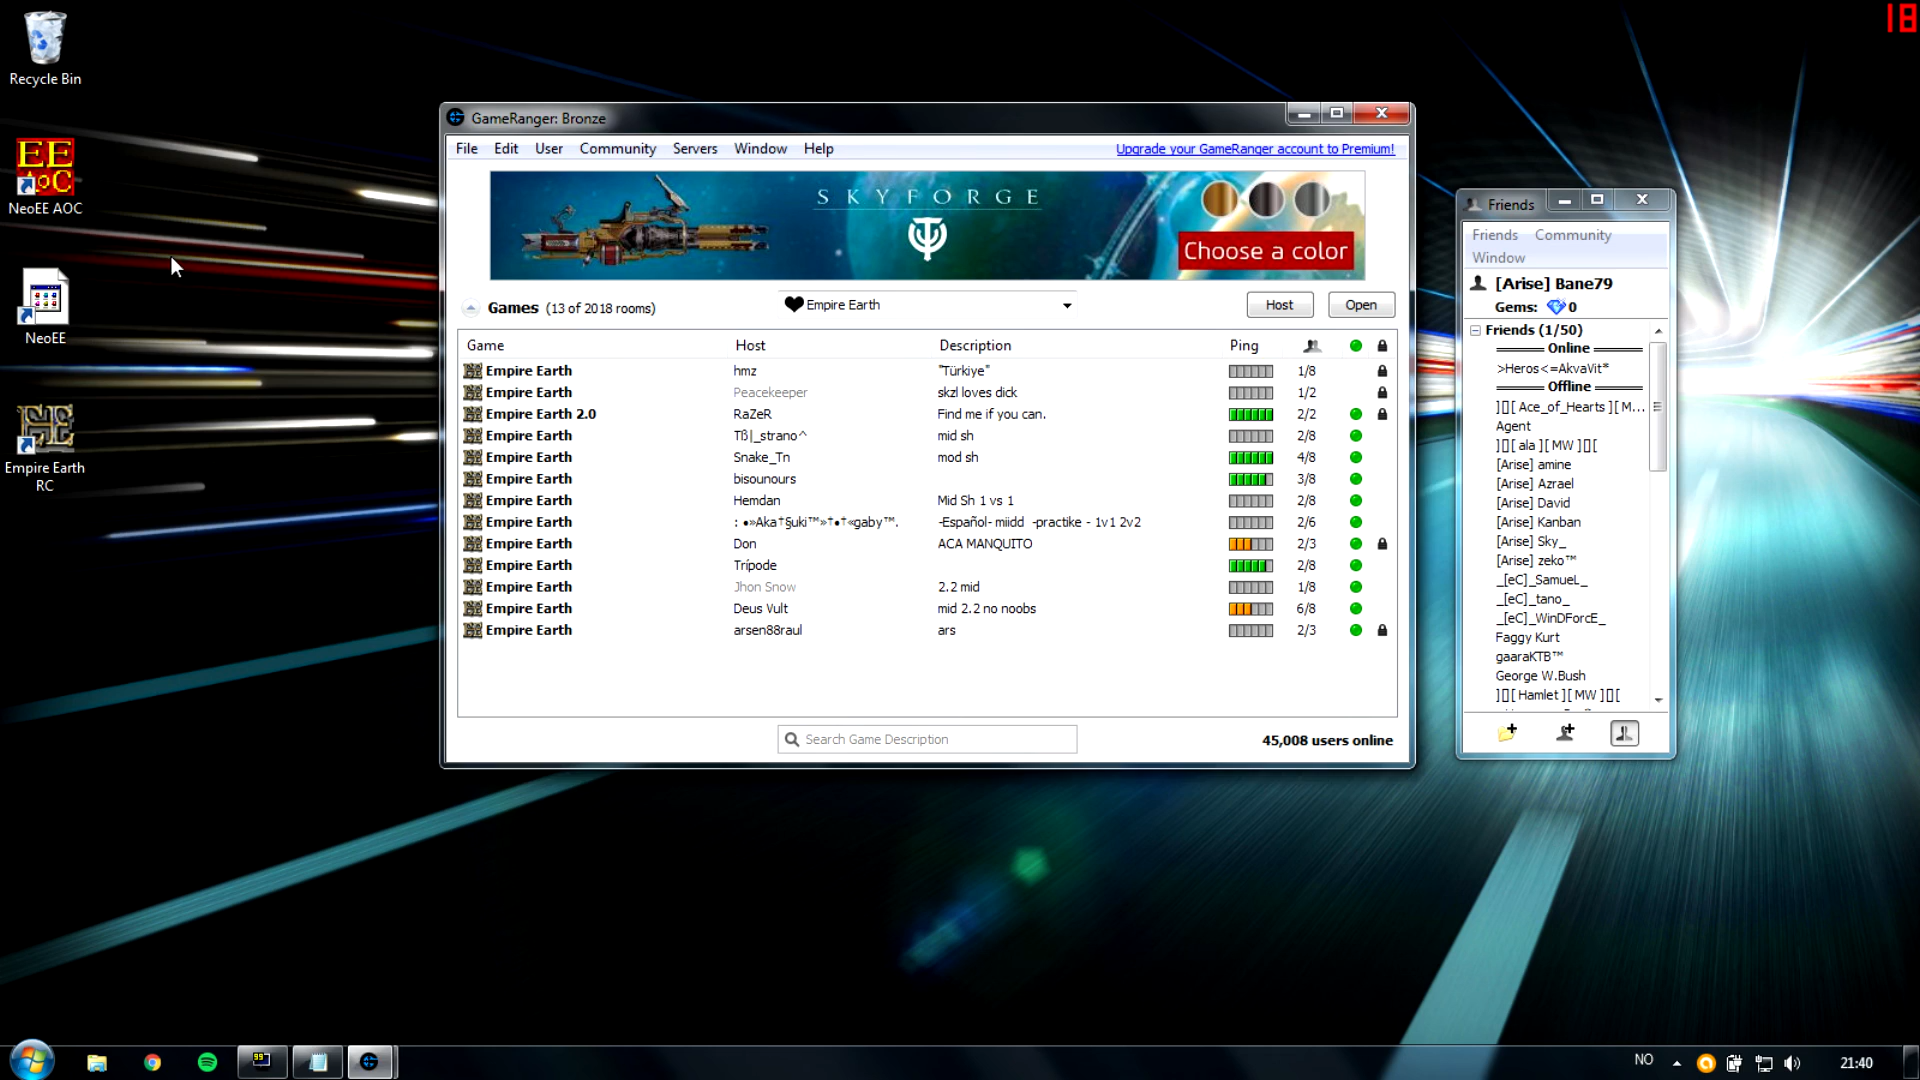 18
Recycle Bin
EE
AoC
NeoEE AOC
NeoEE
Empire Earth
RC
GameRanger: Bronze
File Edit User Community Servers Window Help
Upgrade your GameRanger account to Premium!
SKYFORGE
Choose a color
Games (13 of 2018 rooms)
Empire Earth
Host
Open
Game Host Description Ping
Empire Earth hmz "Türkiye" 1/8
Empire Earth Peacekeeper skzl loves dick 1/2
Empire Earth 2.0 RaZeR Find me if you can. 2/2
Empire Earth Tß|_strano^ mid sh 2/8
Empire Earth Snake_Tn mod sh 4/8
Empire Earth bisounours 3/8
Empire Earth Hemdan Mid Sh 1 vs 1 2/8
Empire Earth : •»Aka†§uki™»†•†«gaby™. -Español- miidd -practike - 1v1 2v2 2/6
Empire Earth Don ACA MANQUITO 2/3
Empire Earth Trípode 2/8
Empire Earth Jhon Snow 2.2 mid 1/8
Empire Earth Deus Vult mid 2.2 no noobs 6/8
Empire Earth arsen88raul ars 2/3
Search Game Description
45,008 users online
Friends
Friends Community
Window
[Arise] Bane79
Gems: 0
Friends (1/50)
Online
>Heros<=AkvaVit*
Offline
][][ Ace_of_Hearts ][ M...
Agent
][][ ala ][ MW ][][
[Arise] amine
[Arise] Azrael
[Arise] David
[Arise] Kanban
[Arise] Sky_
[Arise] zeko™
_[eC]_SamueL_
_[eC]_tano_
_[eC]_WinDForcE_
Faggy Kurt
gaaraKTB™
George W.Bush
][][ Hamlet ][ MW ][][
99
NO
21:40